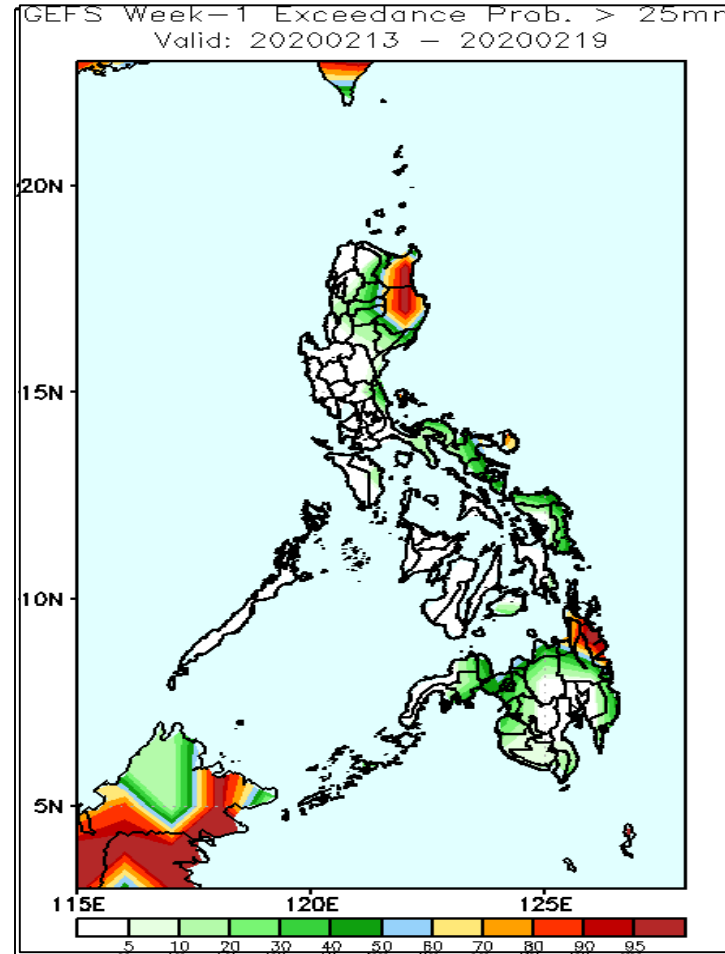 GEFS Week-1 Exceedance Prob. > 25mm
Valid: 20200213 - 20200219
20N
15N
10N
5N
115E 120E 125E
5 10 20 30 40 50 60 70 80 90 95